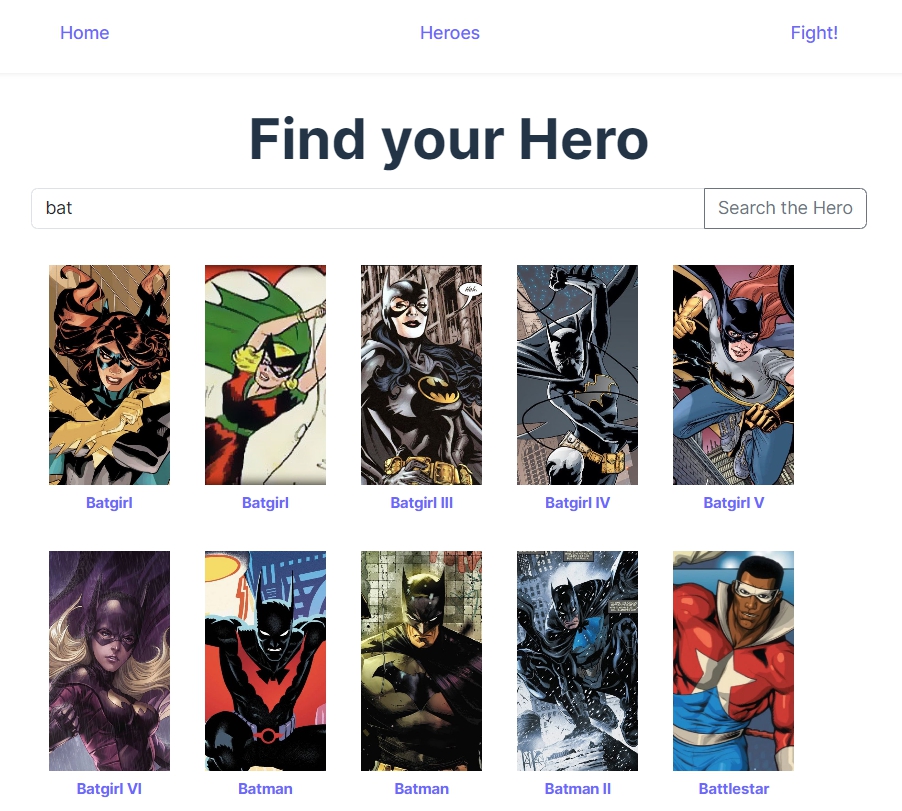 Home Heroes Fight!
Find your Hero
bat Search the Hero
Batgirl Batgirl Batgirl III Batgirl IV Batgirl V
Batgirl VI Batman Batman Batman II Battlestar